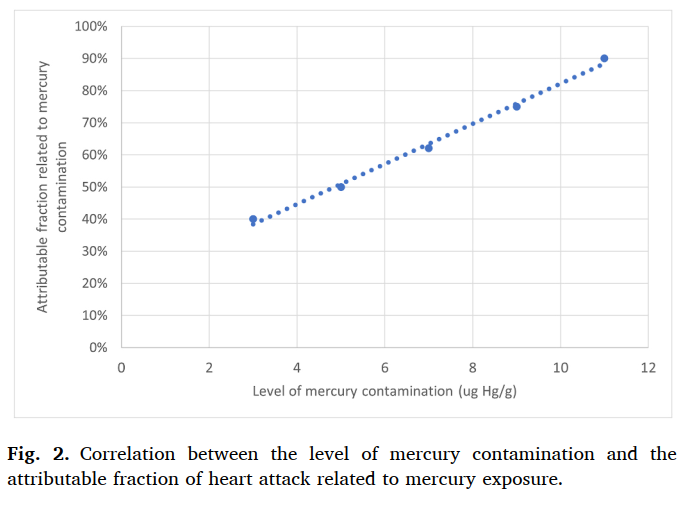 100%
90%
80%
70%
60%
50%
40%
30%
20%
10%
0%
Attributable fraction related to mercury
contamination
0 2 4 6 8 10 12
Level of mercury contamination (ug Hg/g)
Fig. 2. Correlation between the level of mercury contamination and the
attributable fraction of heart attack related to mercury exposure.